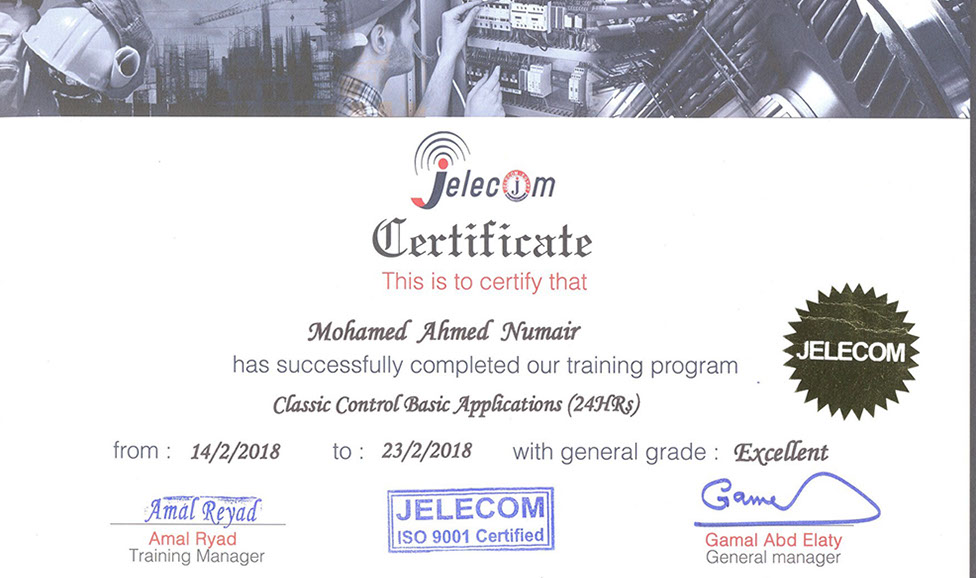 Jelecom
Certificate
This is to certify that
Mohamed Ahmed Numair
has successfully completed our training program
JELECOM
Classic Control Basic Applications (24HRs)
from : 14/2/2018 to : 23/2/2018 with general grade : Excellent
Amal Reyad
Amal Ryad
Training Manager
JELECOM
ISO 9001 Certified
Game
Gamal Abd Elaty
General manager